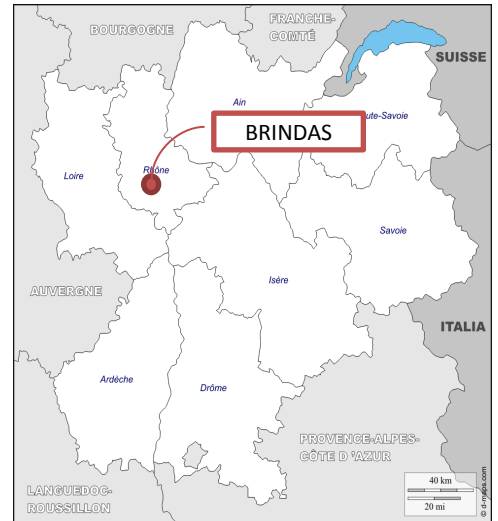 BOURGOGNE
FRANCHE-
COMTÉ
SUISSE
Ain
ute-Savoie
BRINDAS
Loire
Rhône
Savoie
Isère
AUVERGNE
ITALIA
Ardèche
Drôme
PROVENCE-ALPES-
CÔTE D 'AZUR
LANGUEDOC-
ROUSSILLON
40 km
20 mi
© d-maps.com